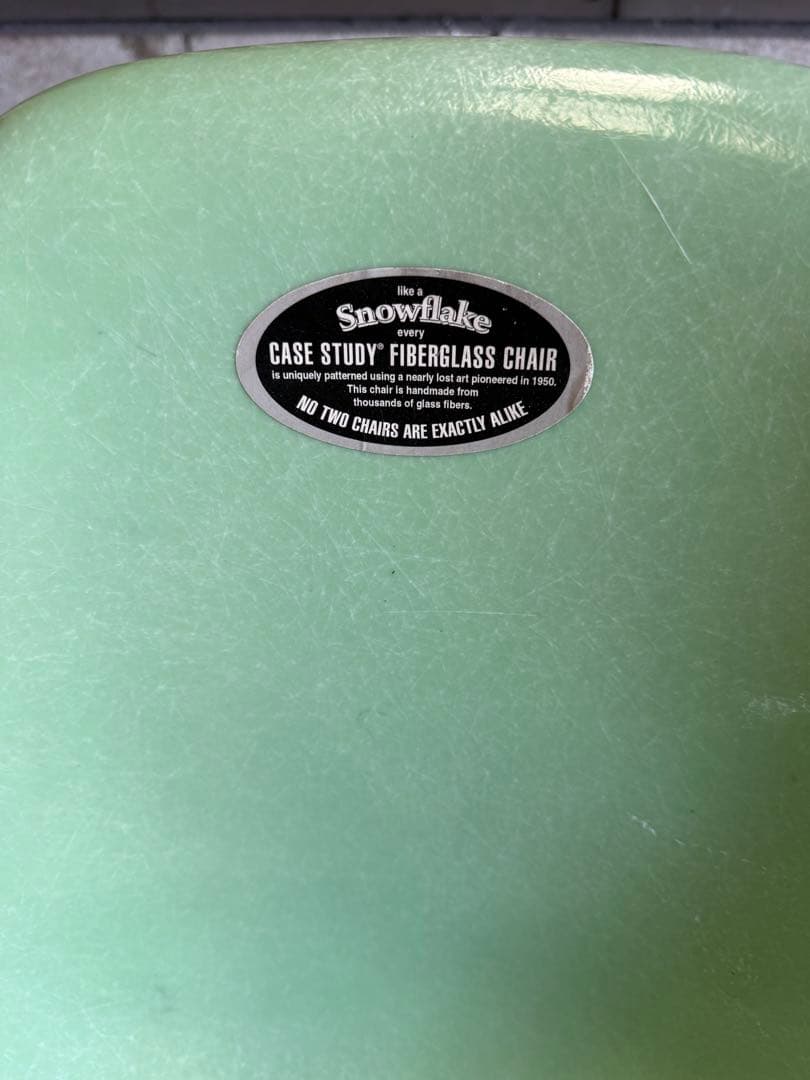 like a
Snowflake
every
CASE STUDY® FIBERGLASS CHAIR
is uniquely patterned using a nearly lost art pioneered in 1950.
This chair is handmade from
thousands of glass fibers.
NO TWO CHAIRS ARE EXACTLY ALIKE